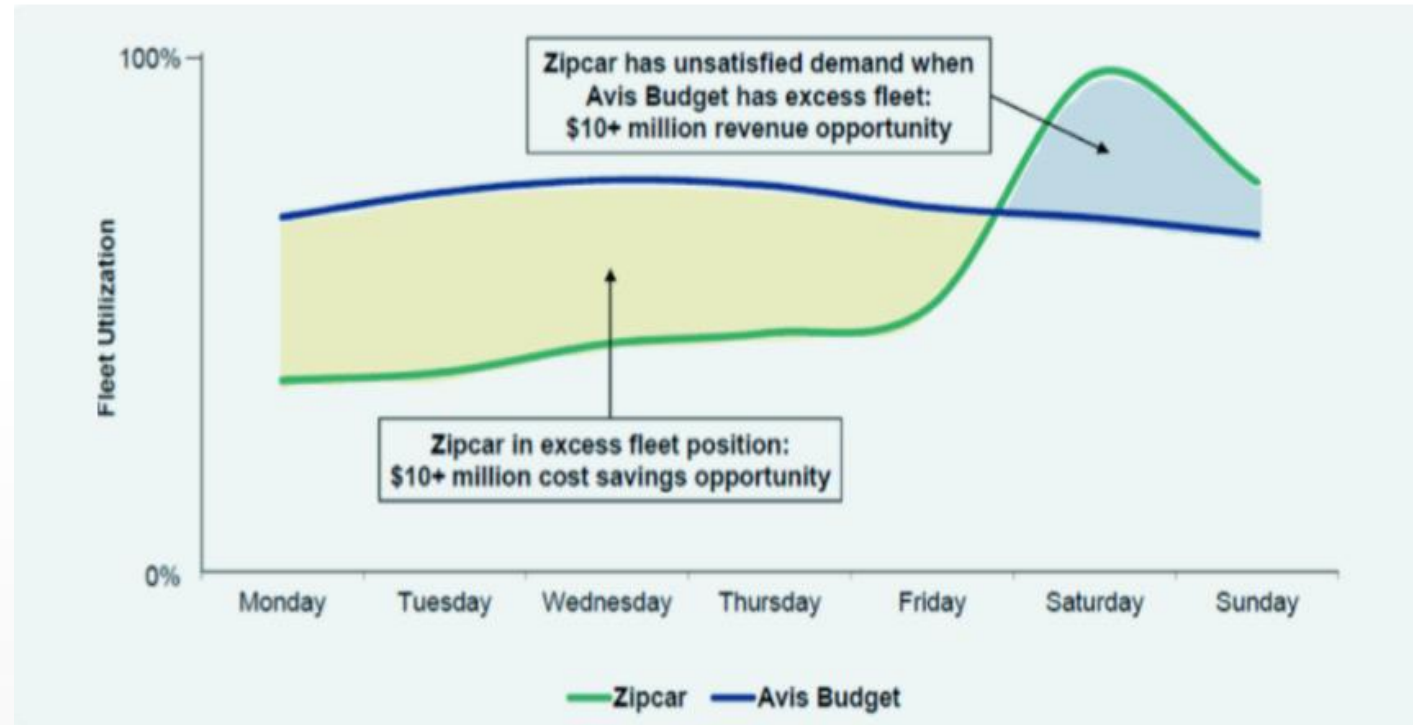 100%
Zipcar has unsatisfied demand when
Avis Budget has excess fleet:
$10+ million revenue opportunity
Fleet Utilization
Zipcar in excess fleet position:
$10+ million cost savings opportunity
0%
Monday Tuesday Wednesday Thursday Friday Saturday Sunday
Zipcar Avis Budget